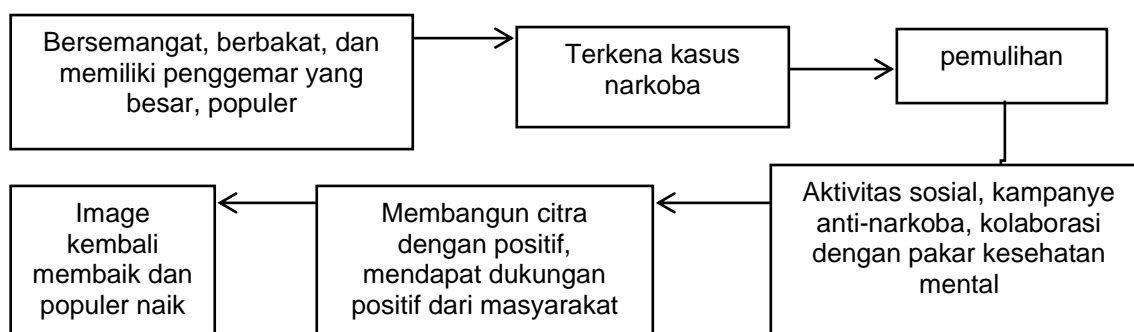 Bersemangat, berbakat, dan
memiliki penggemar yang
besar, populer
Terkena kasus
narkoba
pemulihan
Aktivitas sosial, kampanye
anti-narkoba, kolaborasi
dengan pakar kesehatan
mental
Membangun citra
dengan positif,
mendapat dukungan
positif dari masyarakat
Image
kembali
membaik dan
populer naik